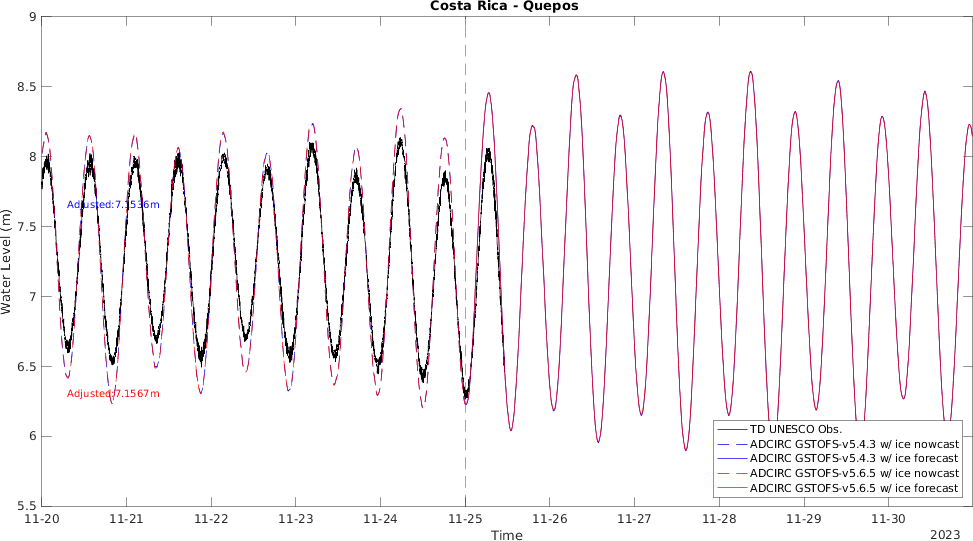 Costa Rica - Quepos
9
8.5
8
7.5
7
6.5
6
5.5
Water Level (m)
Adjusted:7.1536m
Adjusted:7.1567m
TD UNESCO Obs.
ADCIRC GSTOFS-v5.4.3 w/ ice nowcast
ADCIRC GSTOFS-v5.4.3 w/ ice forecast
ADCIRC GSTOFS-v5.6.5 w/ ice nowcast
ADCIRC GSTOFS-v5.6.5 w/ ice forecast
11-20 11-21 11-22 11-23 11-24 11-25 11-26 11-27 11-28 11-29 11-30
Time
2023